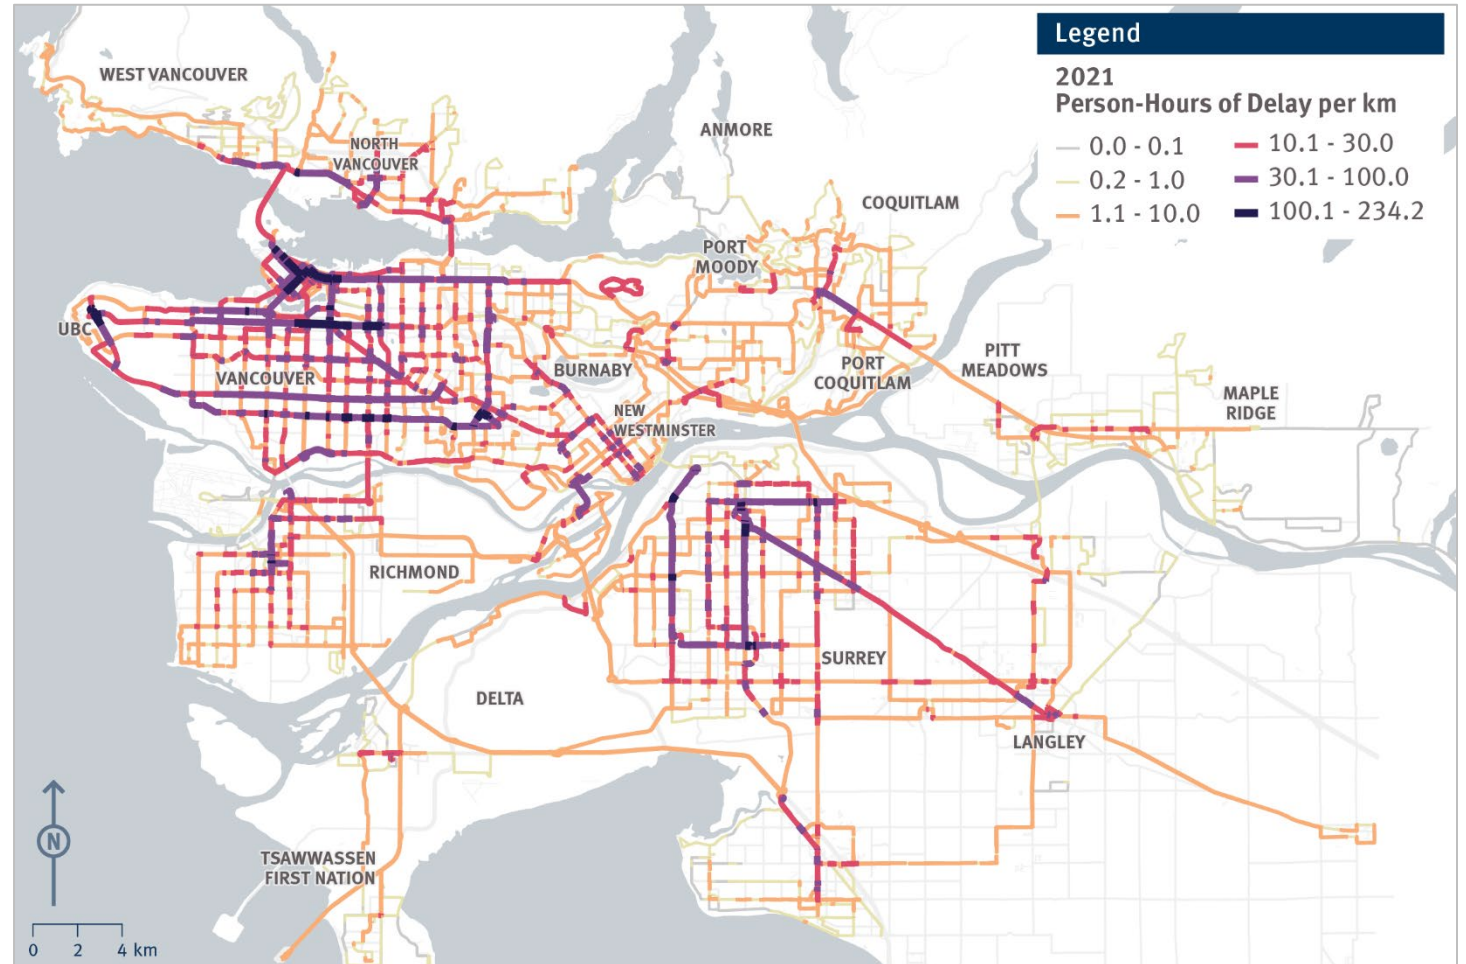 Legend
2021
Person-Hours of Delay per km
0.0 - 0.1
0.2 - 1.0
1.1 - 10.0
10.1 - 30.0
30.1 - 100.0
100.1 - 234.2
WEST VANCOUVER
NORTH
VANCOUVER
ANMORE
COQUITLAM
PORT
MOODY
UBC
VANCOUVER
BURNABY
PORT
COQUITLAM
PITT
MEADOWS
MAPLE
RIDGE
NEW
WESTMINSTER
RICHMOND
SURREY
DELTA
LANGLEY
TSAWWASSEN
FIRST NATION
N
0 2 4 km